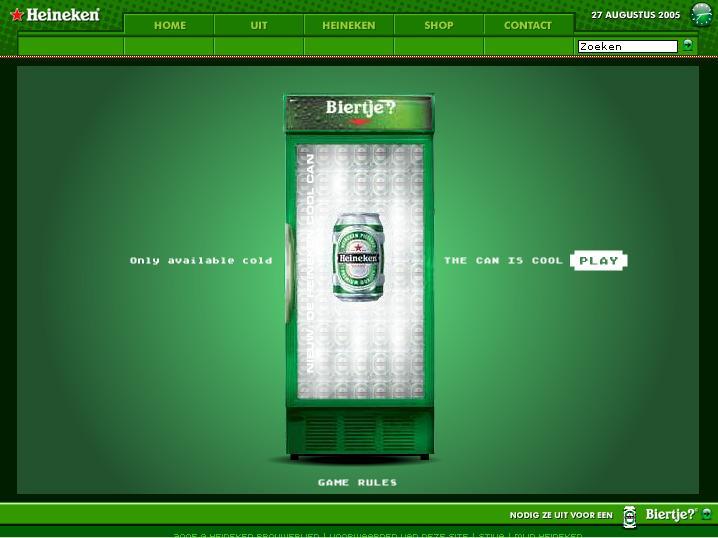 Heineken
HOME UIT HEINEKEN SHOP CONTACT
27 AUGUSTUS 2005
Zoeken
Biertje?
NIEUW: DE HEINEKEN COOL CAN
Heineken
Only available cold
THE CAN IS COOL PLAY
GAME RULES
NODIG ZE UIT VOOR EEN Biertje?